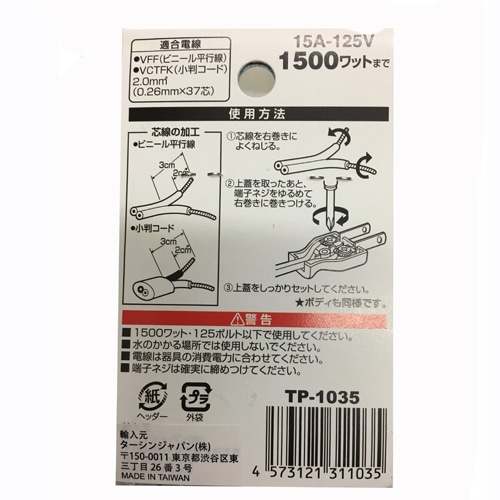 適合電線
●VFF(ビニール平行線)
●VCTFK(小判コード)
2.0m㎡
(0.26mm×37芯)
15A-125V
1500ワットまで
使用方法
芯線の加工
●ビニール平行線
3cm
2cm
●小判コード
3cm
2cm
①芯線を右巻きに
よくねじる。
②上蓋を取ったあと、
端子ネジをゆるめて
右巻きに巻きつける。
③上蓋をしっかりセットしてください。
★ボディも同様です。
⚠警告
■1500ワット・125ボルト以下で使用してください。
■水のかかる場所では使用しないでください。
■電線は器具の消費電力に合わせてください。
■端子ネジは確実に締めつけてください。
紙
ヘッダー
プラ
外袋
TP-1035
輸入元
ターシンジャパン(株)
〒150-0011 東京都渋谷区東
三丁目26番3号
MADE IN TAIWAN
4 573121 311035